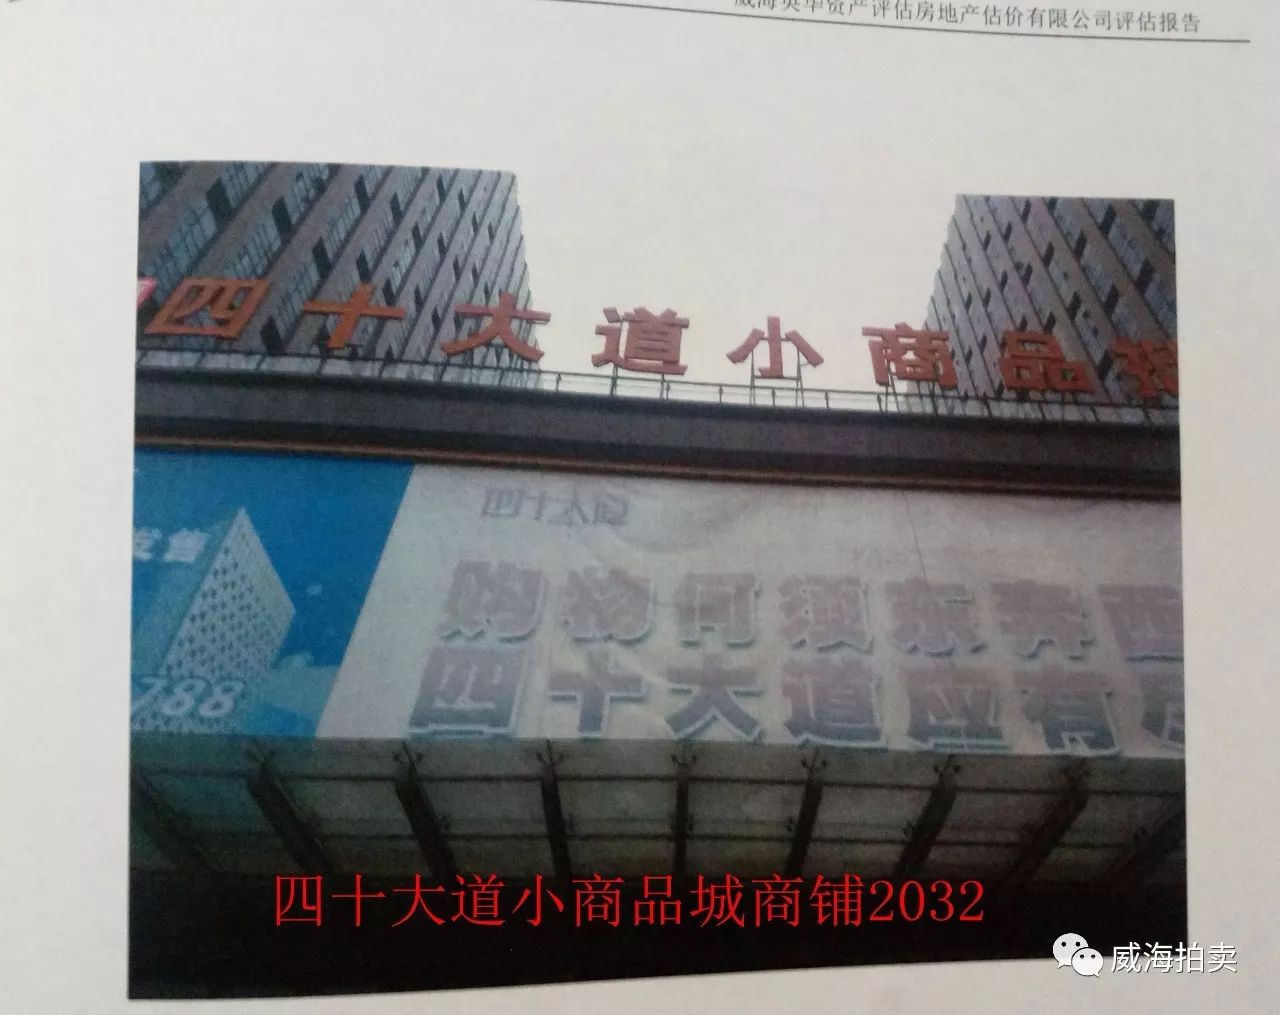 威海英华资产评估房地产估价有限公司评估报告
四十大道小商品
四十大道
发售
购物何须东奔西
四十大道应有
788
四十大道小商品城商铺2032
威海拍卖